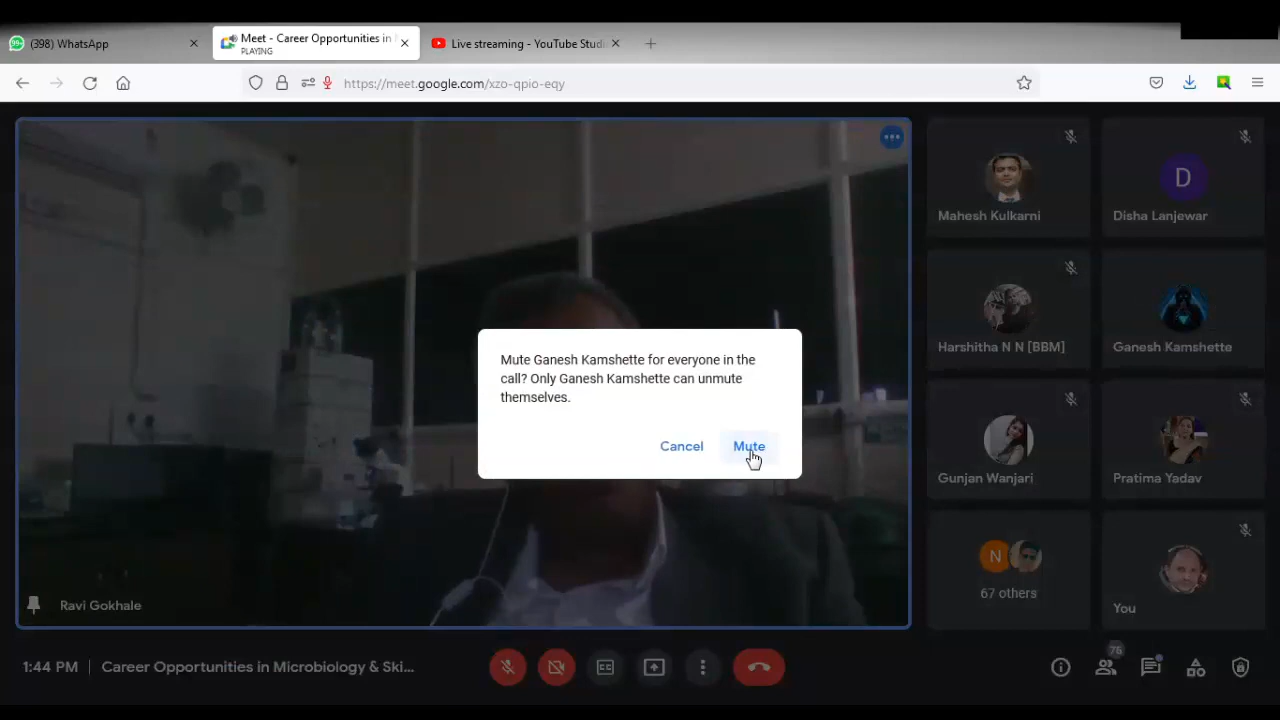 99+
(398) WhatsApp
Meet - Career Opportunities in
PLAYING
Live streaming - YouTube Studi
https://meet.google.com/xzo-qpio-eqy
Mahesh Kulkarni
D
Disha Lanjewar
Harshitha N N [BBM]
Ganesh Kamshette
Mute Ganesh Kamshette for everyone in the
call? Only Ganesh Kamshette can unmute
themselves.
Cancel
Mute
Gunjan Wanjari
Pratima Yadav
N
67 others
You
Ravi Gokhale
1:44 PM | Career Opportunities in Microbiology & Ski...
75